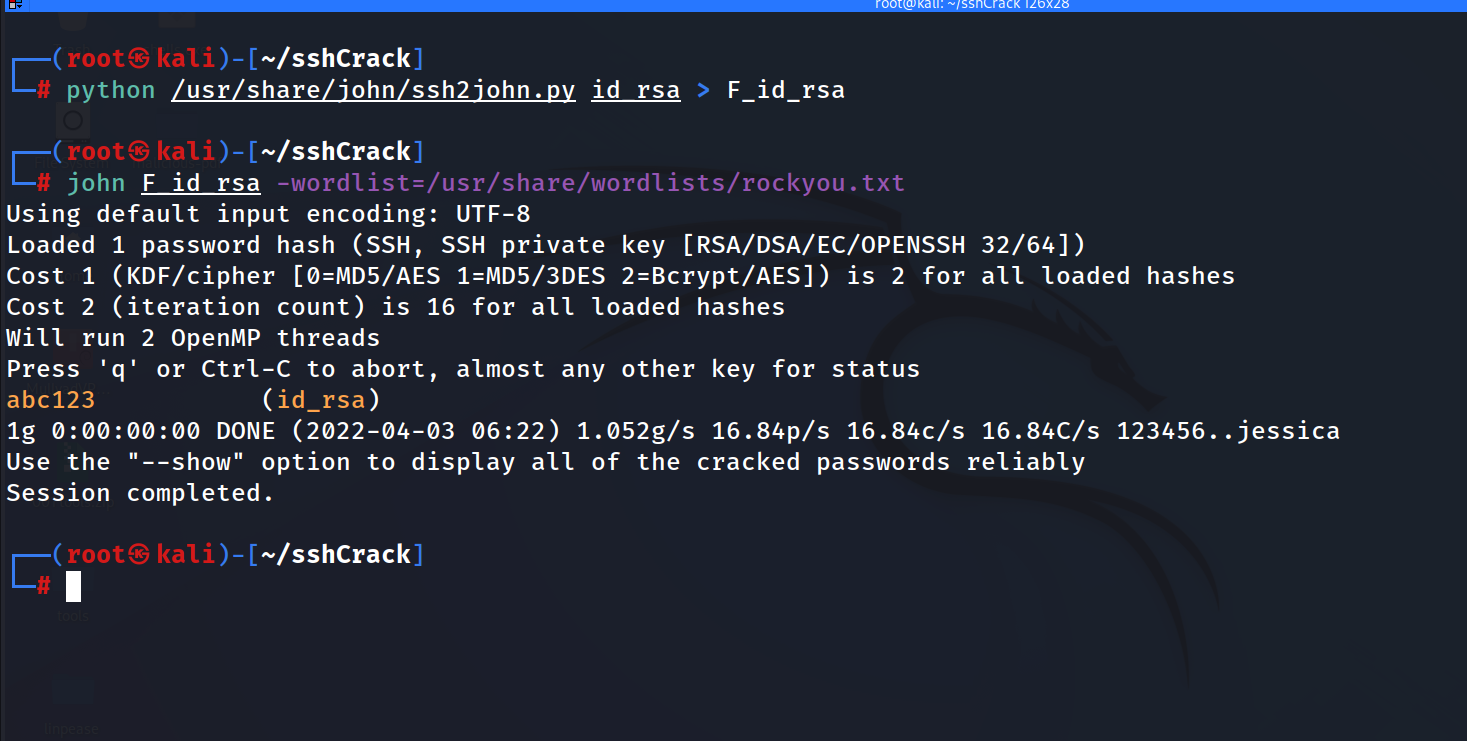 root@kali: ~/sshCrack 126x28
┌──(root㉿kali)-[~/sshCrack]
└─# python /usr/share/john/ssh2john.py id_rsa > F_id_rsa
┌──(root㉿kali)-[~/sshCrack]
└─# john F_id_rsa -wordlist=/usr/share/wordlists/rockyou.txt
Using default input encoding: UTF-8
Loaded 1 password hash (SSH, SSH private key [RSA/DSA/EC/OPENSSH 32/64])
Cost 1 (KDF/cipher [0=MD5/AES 1=MD5/3DES 2=Bcrypt/AES]) is 2 for all loaded hashes
Cost 2 (iteration count) is 16 for all loaded hashes
Will run 2 OpenMP threads
Press 'q' or Ctrl-C to abort, almost any other key for status
abc123           (id_rsa)
1g 0:00:00:00 DONE (2022-04-03 06:22) 1.052g/s 16.84p/s 16.84c/s 16.84C/s 123456..jessica
Use the "--show" option to display all of the cracked passwords reliably
Session completed.
┌──(root㉿kali)-[~/sshCrack]
└─#
tools
linpease